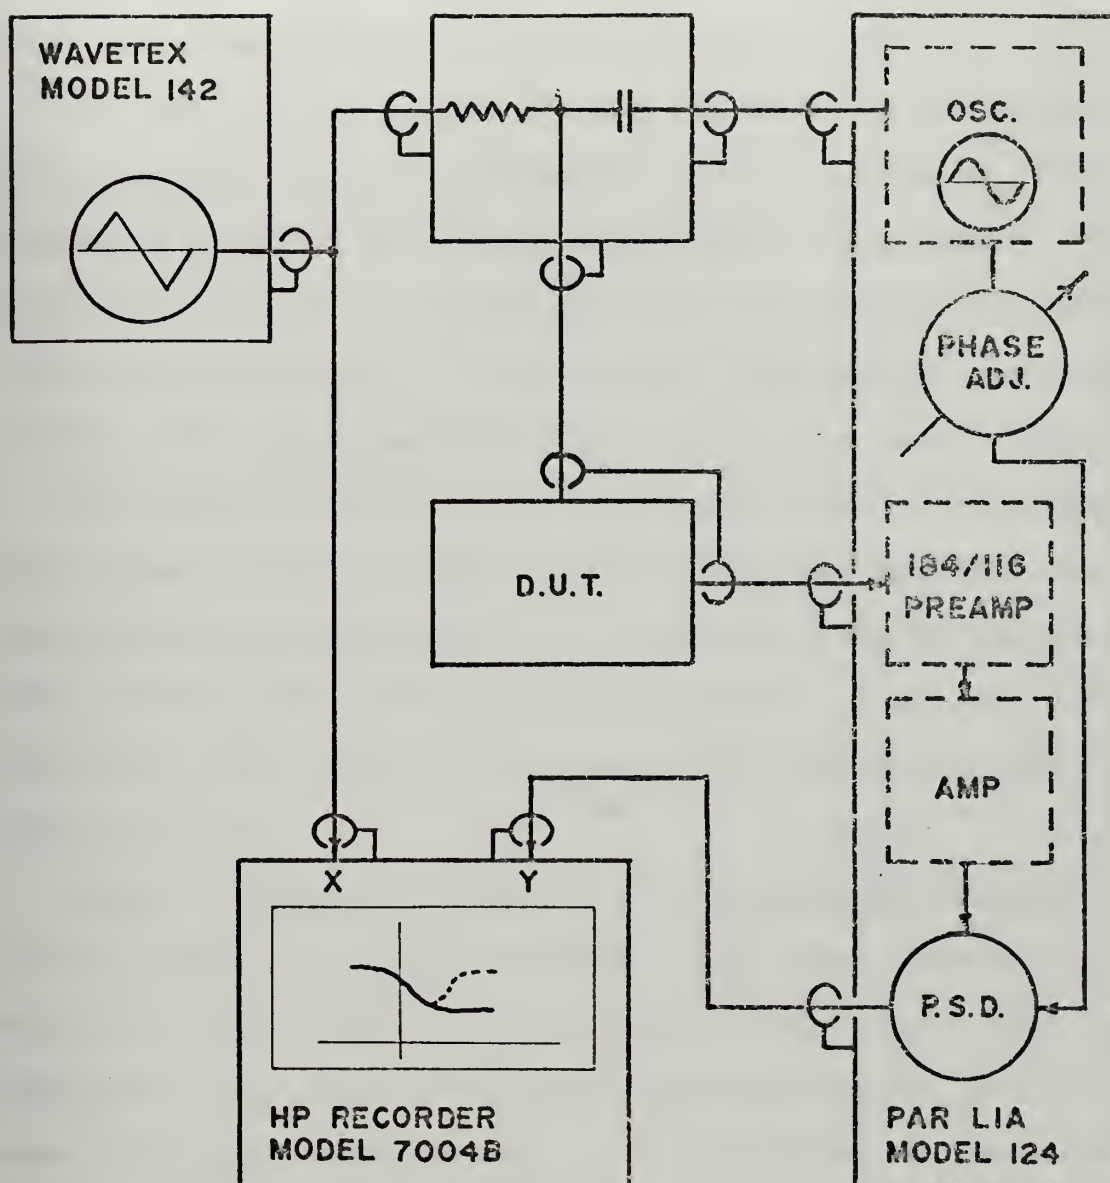 WAVETEX
MODEL 142
OSC.
PHASE
ADJ.
D.U.T.
184/116
PREAMP
AMP
X
Y
P.S.D.
HP RECORDER
MODEL 7004B
PAR LIA
MODEL 124